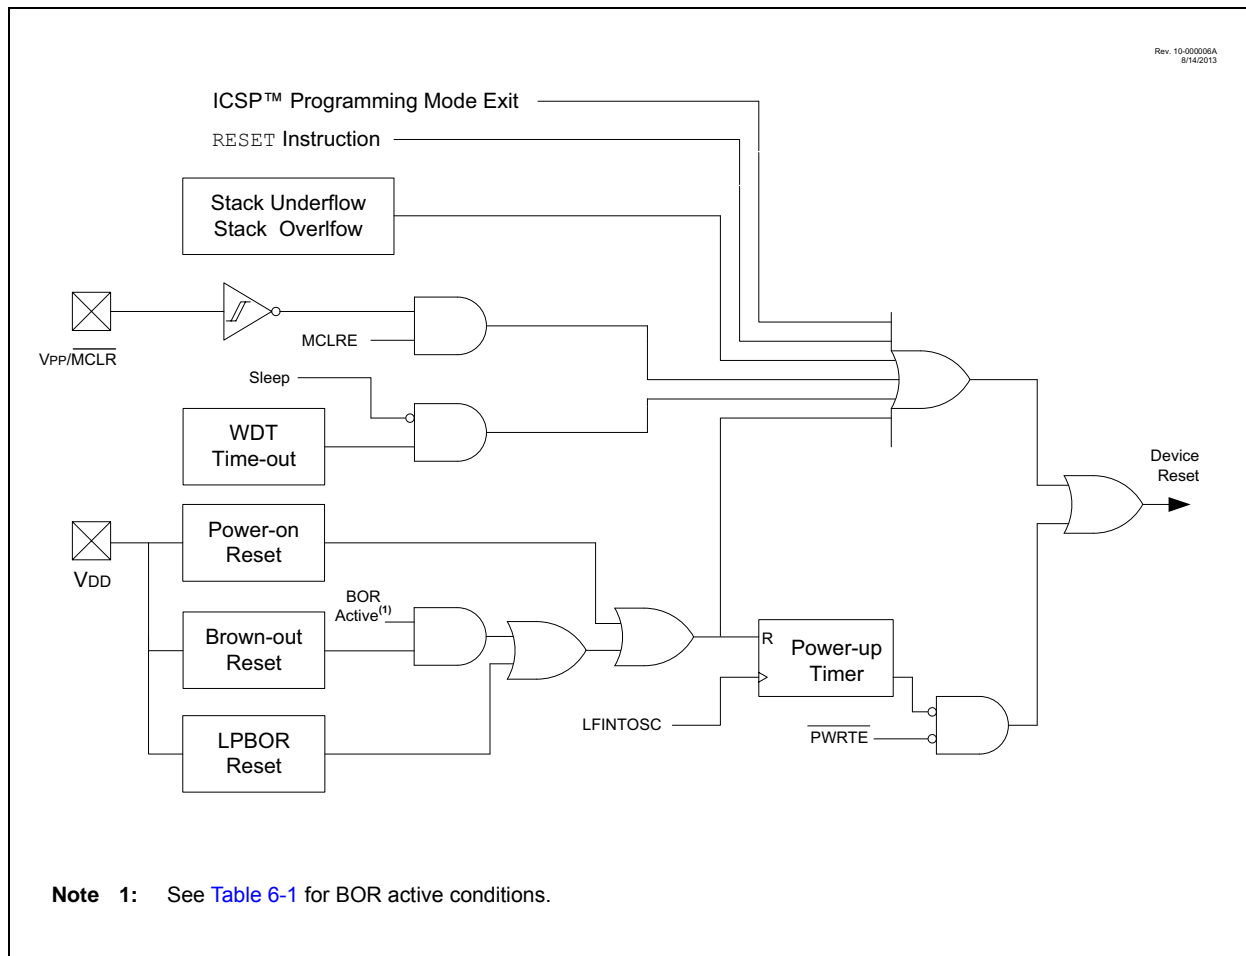 Rev. 10-000006A
8/14/2013
ICSP™ Programming Mode Exit
RESET Instruction
Stack Underflow
Stack Overlfow
VPP/MCLR
MCLRE
Sleep
WDT
Time-out
Device
Reset
VDD
Power-on
Reset
BOR
Active(1)
Brown-out
Reset
R
Power-up
Timer
LFINTOSC
PWRTE
LPBOR
Reset
Note 1: See Table 6-1 for BOR active conditions.